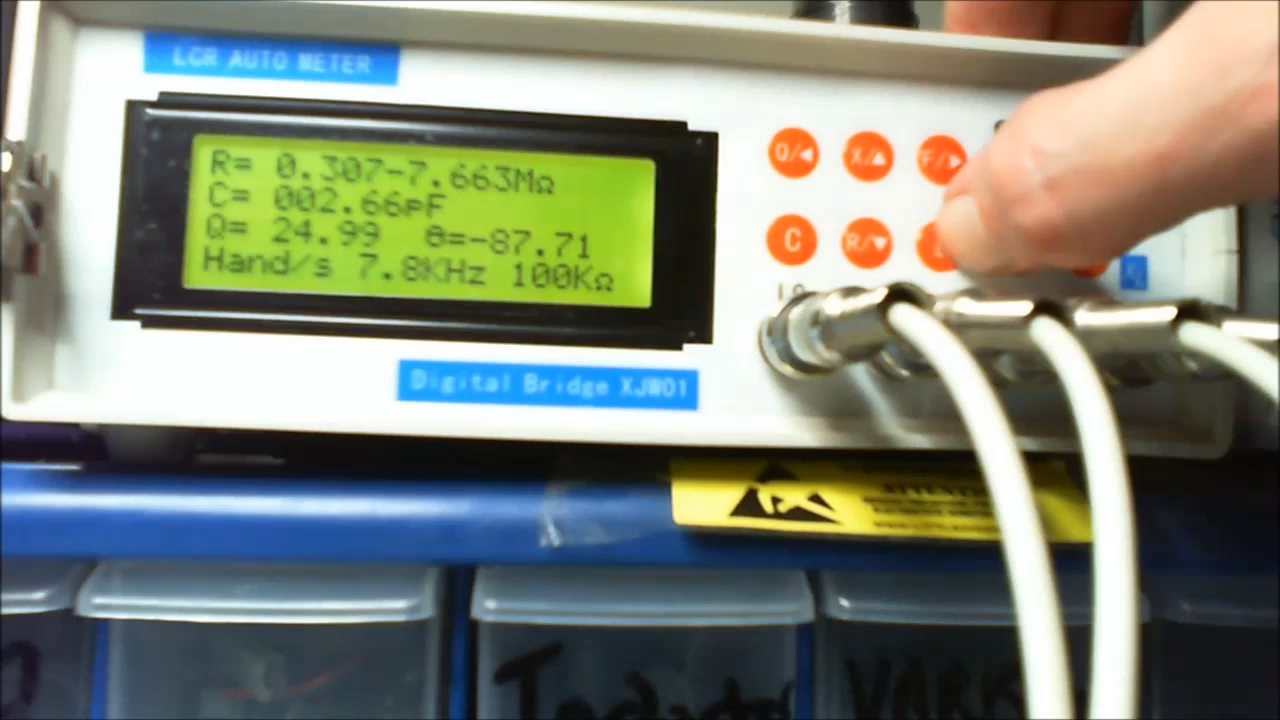 LCR AUTO METER
R= 0.307-7.663MΩ
C= 002.66pF
Q= 24.99 θ=-87.71
Hand/s 7.8KHz 100KΩ
Q/◀ X/▲ F/▶
C R/▼
Digital Bridge XJW01
ATTENTION